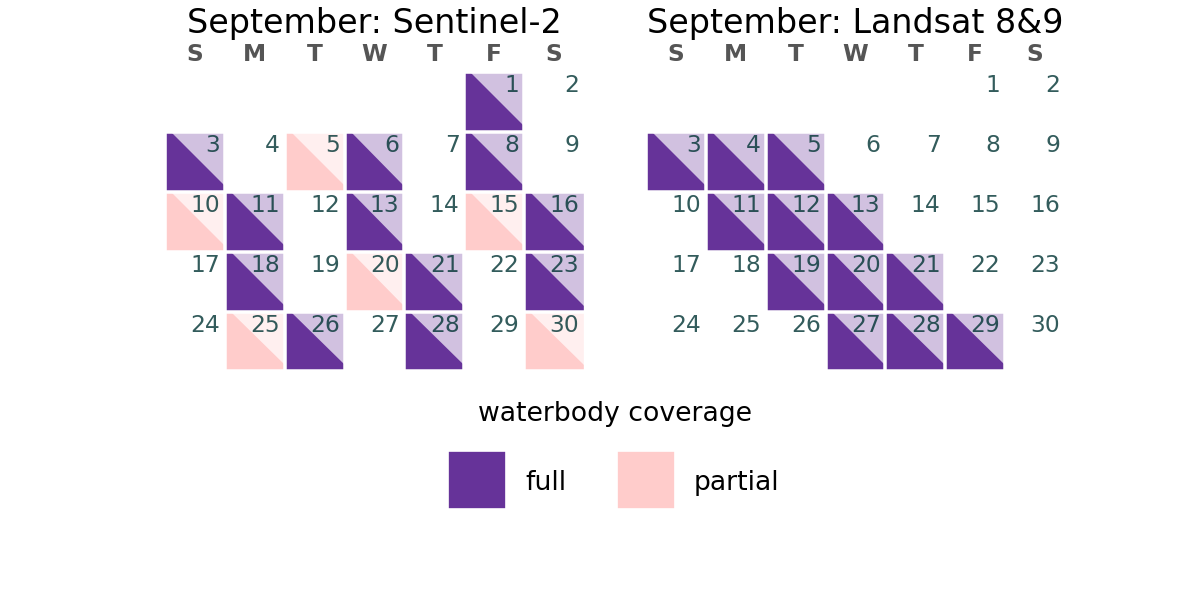 September: Sentinel-2
S M T W T F S
1 2
3 4 5 6 7 8 9
10 11 12 13 14 15 16
17 18 19 20 21 22 23
24 25 26 27 28 29 30
September: Landsat 8&9
S M T W T F S
1 2
3 4 5 6 7 8 9
10 11 12 13 14 15 16
17 18 19 20 21 22 23
24 25 26 27 28 29 30
waterbody coverage
full partial